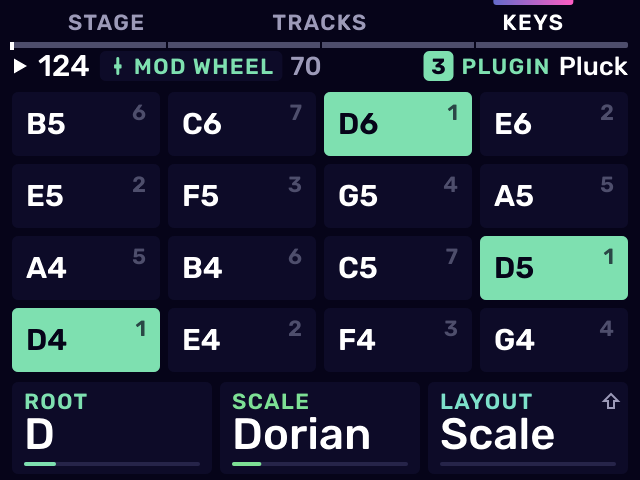 STAGE TRACKS KEYS
124 MOD WHEEL 70 3 PLUGIN Pluck
B5 6 C6 7 D6 1 E6 2
E5 2 F5 3 G5 4 A5 5
A4 5 B4 6 C5 7 D5 1
D4 1 E4 2 F4 3 G4 4
ROOT SCALE LAYOUT
D Dorian Scale